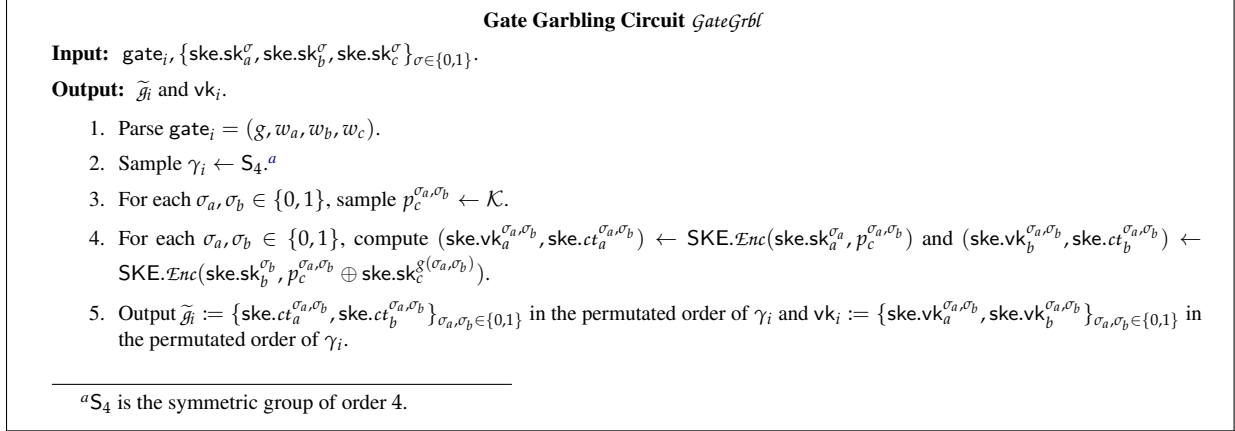 Gate Garbling Circuit GateGrbl
Input: gate_i, {ske.sk_a^σ, ske.sk_b^σ, ske.sk_c^σ}_{σ∈{0,1}}.
Output: g̃_i and vk_i.
1. Parse gate_i = (g, w_a, w_b, w_c).
2. Sample γ_i ← S_4.^a
3. For each σ_a, σ_b ∈ {0, 1}, sample p_c^{σ_a,σ_b} ← K.
4. For each σ_a, σ_b ∈ {0, 1}, compute (ske.vk_a^{σ_a,σ_b}, ske.ct_a^{σ_a,σ_b}) ← SKE.Enc(ske.sk_a^{σ_a}, p_c^{σ_a,σ_b}) and (ske.vk_b^{σ_a,σ_b}, ske.ct_b^{σ_a,σ_b}) ←
SKE.Enc(ske.sk_b^{σ_b}, p_c^{σ_a,σ_b} ⊕ ske.sk_c^{g(σ_a,σ_b)}).
5. Output g̃_i := {ske.ct_a^{σ_a,σ_b}, ske.ct_b^{σ_a,σ_b}}_{σ_a,σ_b∈{0,1}} in the permutated order of γ_i and vk_i := {ske.vk_a^{σ_a,σ_b}, ske.vk_b^{σ_a,σ_b}}_{σ_a,σ_b∈{0,1}} in
the permutated order of γ_i.
^a S_4 is the symmetric group of order 4.